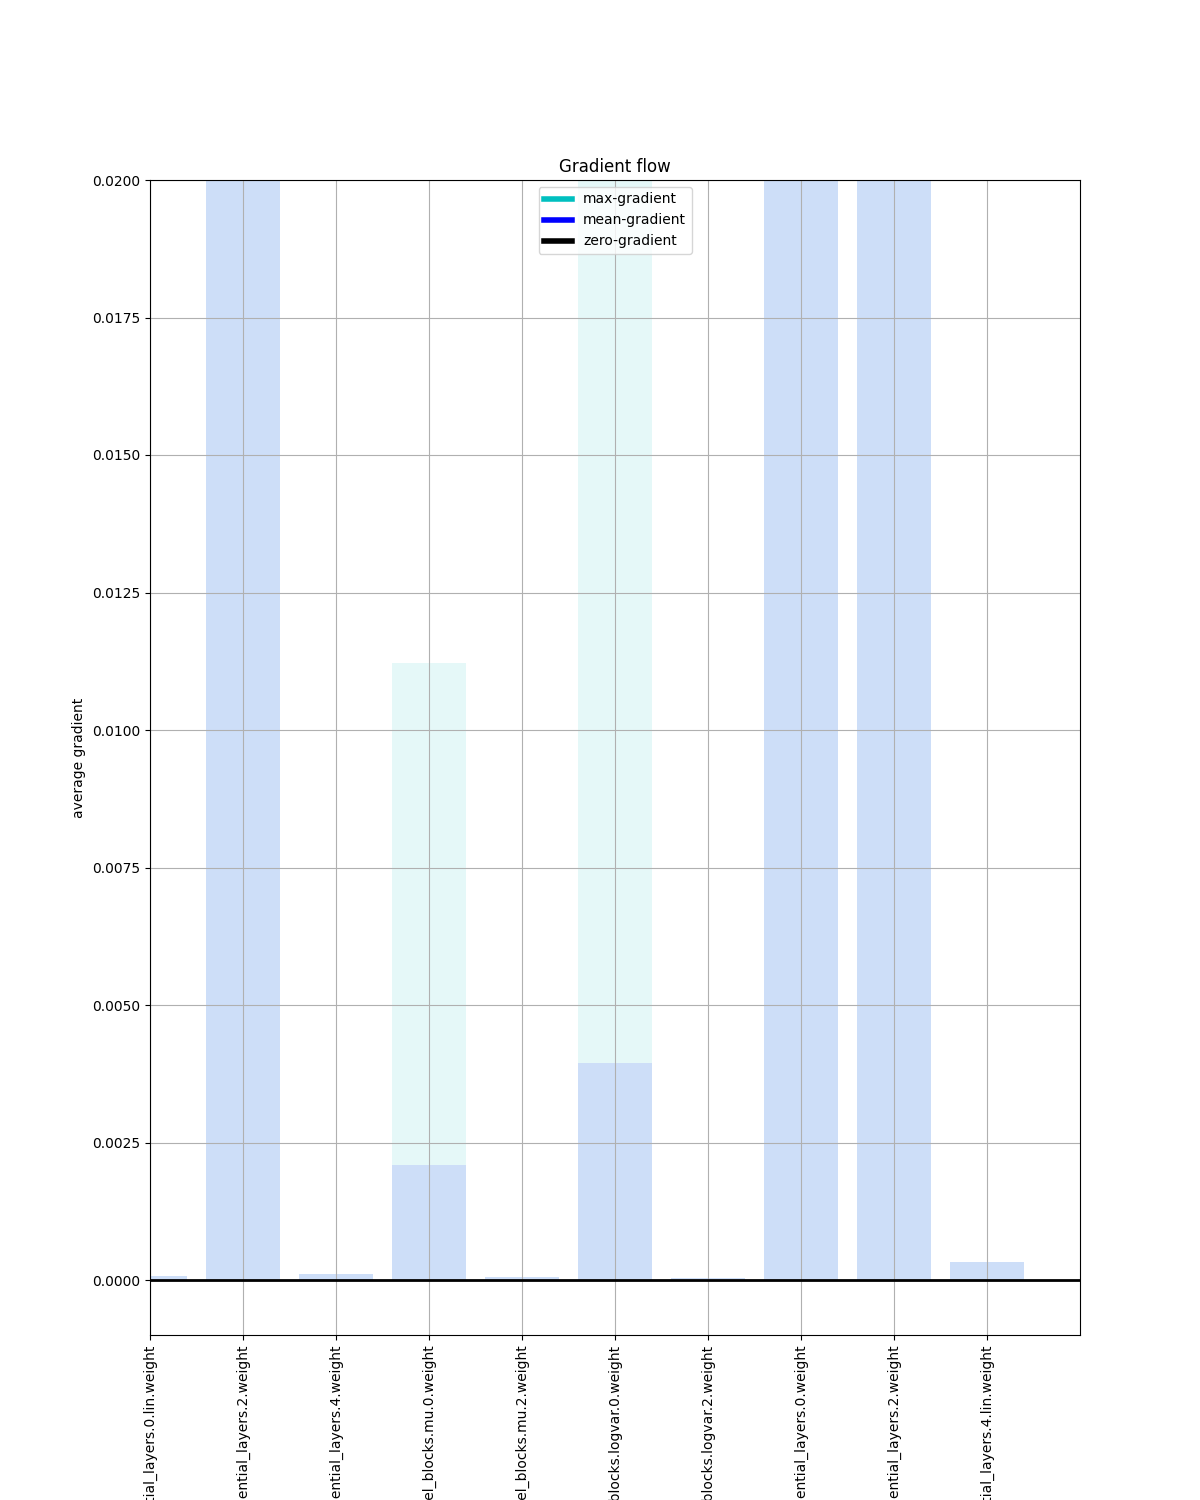 Gradient flow
max-gradient
mean-gradient
zero-gradient
average gradient
0.0200
0.0175
0.0150
0.0125
0.0100
0.0075
0.0050
0.0025
0.0000
tial_layers.0.lin.weight
ential_layers.2.weight
ential_layers.4.weight
el_blocks.mu.0.weight
el_blocks.mu.2.weight
blocks.logvar.0.weight
blocks.logvar.2.weight
ential_layers.0.weight
ential_layers.2.weight
tial_layers.4.lin.weight